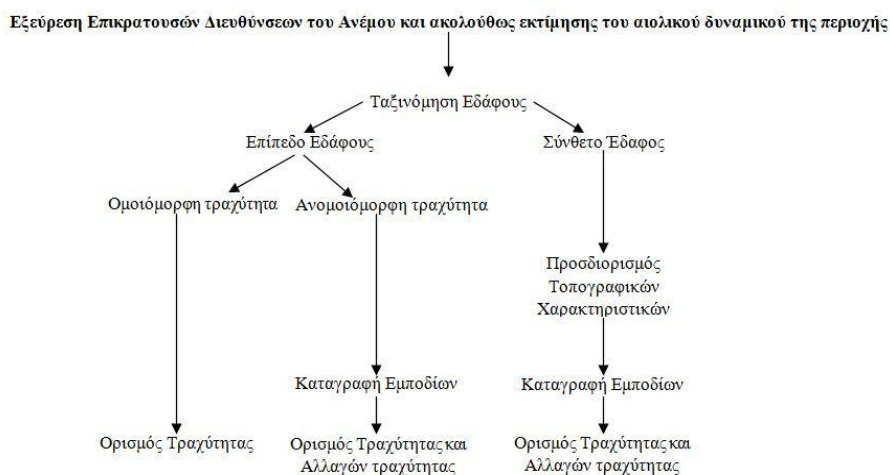 Εξεύρεση Επικρατουσών Διευθύνσεων του Ανέμου και ακολούθως εκτίμησης του αιολικού δυναμικού της περιοχής
Ταξινόμηση Εδάφους
Επίπεδο Εδάφους
Σύνθετο Έδαφος
Ομοιόμορφη τραχύτητα
Ανομοιόμορφη τραχύτητα
Προσδιορισμός
Τοπογραφικών
Χαρακτηριστικών
Καταγραφή Εμποδίων
Καταγραφή Εμποδίων
Ορισμός Τραχύτητας
Ορισμός Τραχύτητας και
Αλλαγών τραχύτητας
Ορισμός Τραχύτητας και
Αλλαγών τραχύτητας